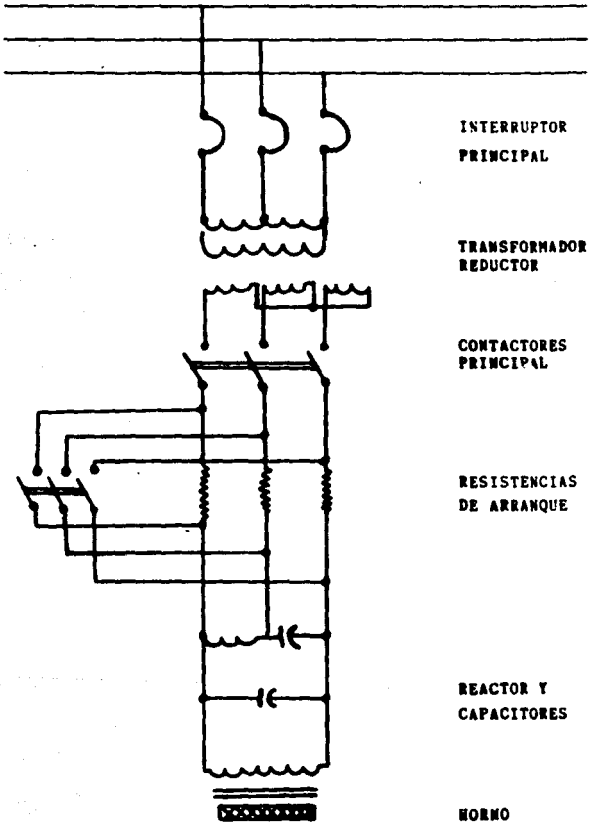 INTERRUPTOR
PRINCIPAL
TRANSFORMADOR
REDUCTOR
CONTACTORES
PRINCIPAL
RESISTENCIAS
DE ARRANQUE
REACTOR Y
CAPACITORES
HORNO